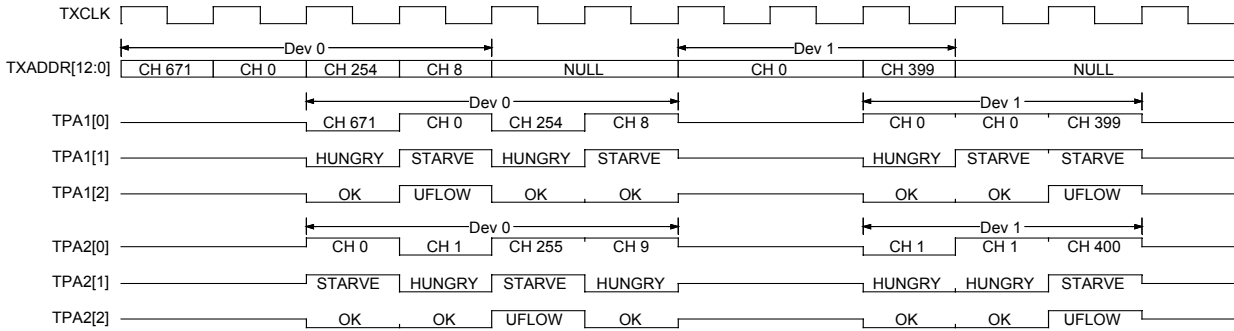 TXCLK
Dev 0 Dev 1
TXADDR[12:0] CH 671 CH 0 CH 254 CH 8 NULL CH 0 CH 399 NULL
Dev 0 Dev 1
TPA1[0] CH 671 CH 0 CH 254 CH 8 CH 0 CH 0 CH 399
TPA1[1] HUNGRY STARVE HUNGRY STARVE HUNGRY STARVE STARVE
TPA1[2] OK UFLOW OK OK OK OK UFLOW
Dev 0 Dev 1
TPA2[0] CH 0 CH 1 CH 255 CH 9 CH 1 CH 1 CH 400
TPA2[1] STARVE HUNGRY STARVE HUNGRY HUNGRY HUNGRY STARVE
TPA2[2] OK OK UFLOW OK OK OK UFLOW